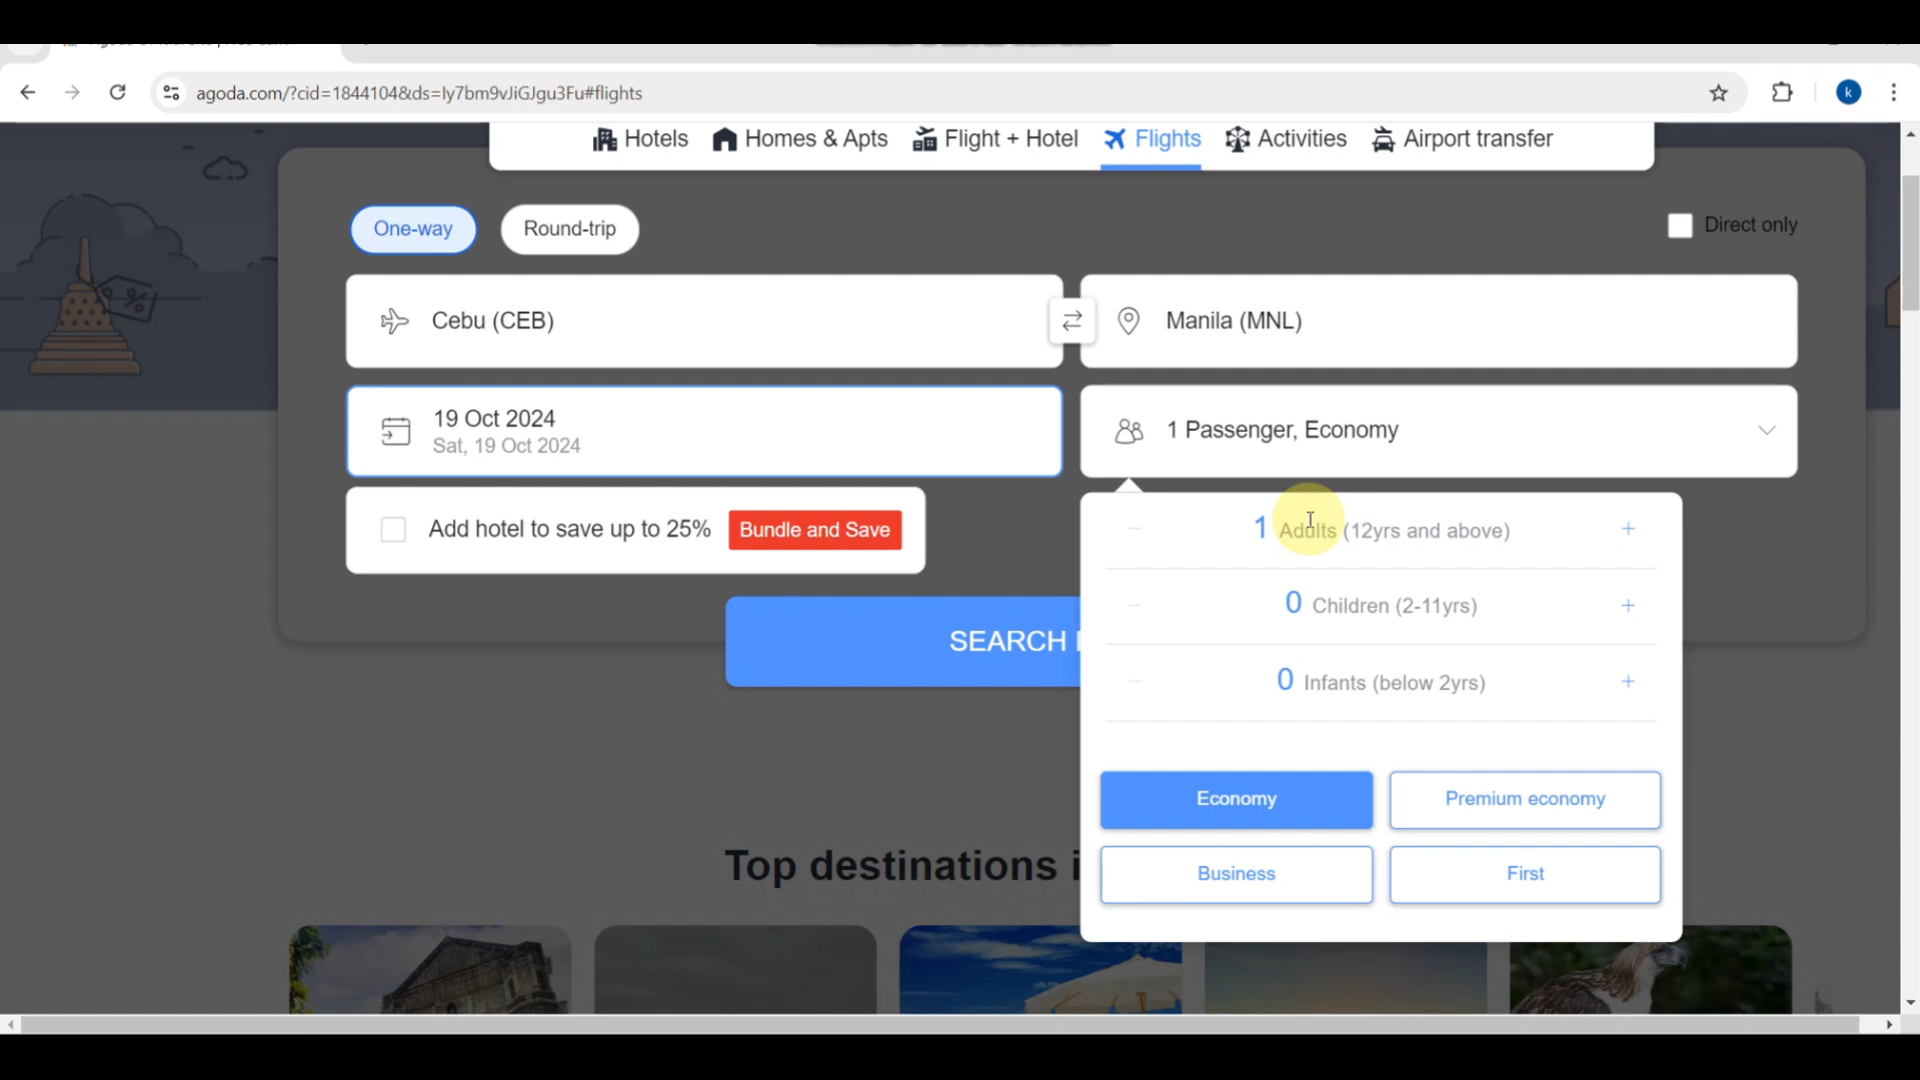 agoda.com/?cid=1844104&ds=Iy7bm9vJiGJgu3Fu#flights
k
Hotels
Homes & Apts
Flight + Hotel
Flights
Activities
Airport transfer
One-way
Round-trip
Direct only
Cebu (CEB)
Manila (MNL)
19 Oct 2024
Sat, 19 Oct 2024
1 Passenger, Economy
Add hotel to save up to 25%
Bundle and Save
1 Adults (12yrs and above)
0 Children (2-11yrs)
SEARCH
0 Infants (below 2yrs)
Economy
Premium economy
Top destinations
Business
First